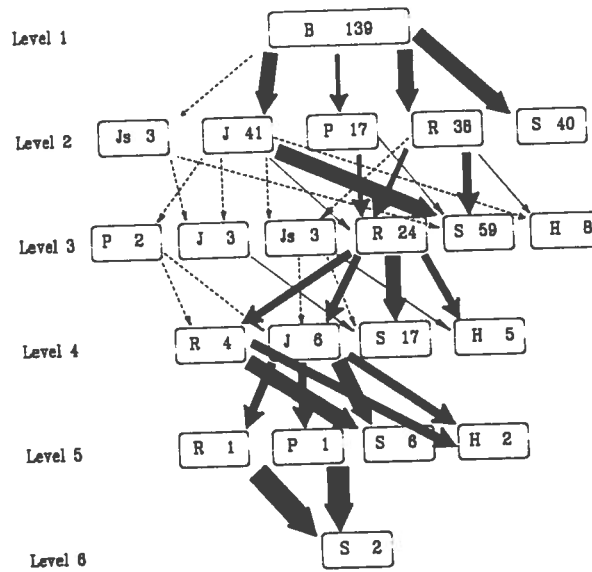 Level 1
B 139
Level 2
Js 3
J 41
P 17
R 38
S 40
Level 3
P 2
J 3
Js 3
R 24
S 59
H 8
Level 4
R 4
J 6
S 17
H 5
Level 5
R 1
P 1
S 6
H 2
Level 6
S 2